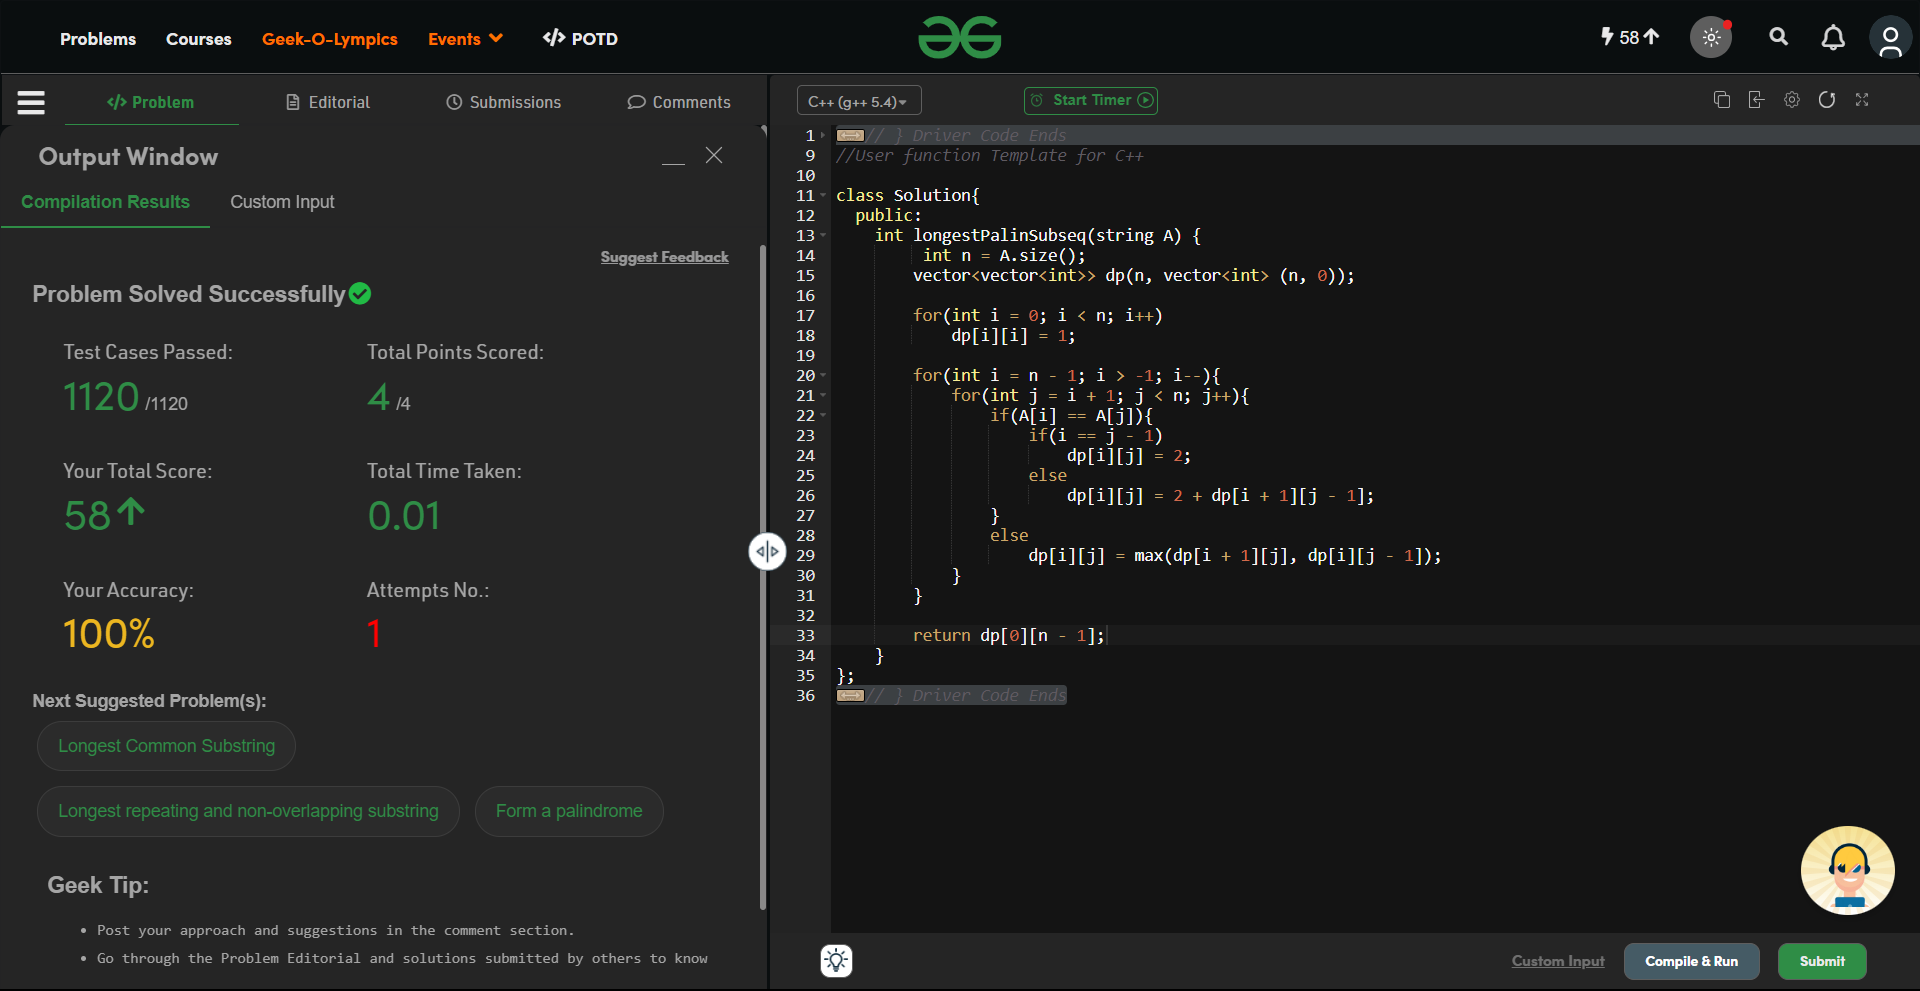 Problems Courses Geek-O-Lympics Events </> POTD
58
</> Problem Editorial Submissions Comments
Output Window
Compilation Results Custom Input
Suggest Feedback
Problem Solved Successfully
Test Cases Passed: Total Points Scored:
1120 /1120 4 /4
Your Total Score: Total Time Taken:
58 0.01
Your Accuracy: Attempts No.:
100% 1
Next Suggested Problem(s):
Longest Common Substring
Longest repeating and non-overlapping substring Form a palindrome
Geek Tip:
• Post your approach and suggestions in the comment section.
• Go through the Problem Editorial and solutions submitted by others to know
C++ (g++ 5.4) Start Timer
1 // } Driver Code Ends
9 //User function Template for C++
10
11 class Solution{
12   public:
13     int longestPalinSubseq(string A) {
14          int n = A.size();
15         vector<vector<int>> dp(n, vector<int> (n, 0));
16
17         for(int i = 0; i < n; i++)
18             dp[i][i] = 1;
19
20         for(int i = n - 1; i > -1; i--){
21             for(int j = i + 1; j < n; j++){
22                 if(A[i] == A[j]){
23                     if(i == j - 1)
24                         dp[i][j] = 2;
25                     else
26                         dp[i][j] = 2 + dp[i + 1][j - 1];
27                 }
28                 else
29                     dp[i][j] = max(dp[i + 1][j], dp[i][j - 1]);
30             }
31         }
32
33         return dp[0][n - 1];
34     }
35 };
36 // } Driver Code Ends
Custom Input Compile & Run Submit